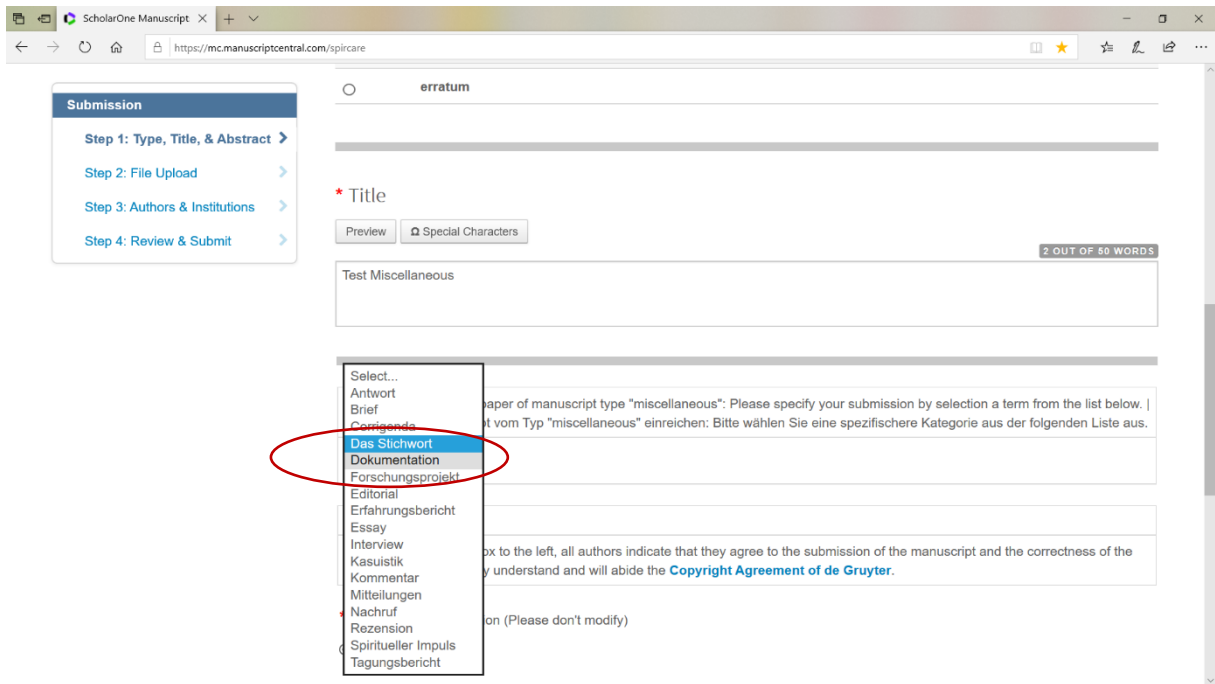 ScholarOne Manuscript
https://mc.manuscriptcentral.com/spircare
Submission
Step 1: Type, Title, & Abstract
Step 2: File Upload
Step 3: Authors & Institutions
Step 4: Review & Submit
erratum
* Title
Preview
Ω Special Characters
2 OUT OF 50 WORDS
Test Miscellaneous
Select...
Antwort
Brief
Corrigenda
Das Stichwort
Dokumentation
Forschungsprojekt
Editorial
Erfahrungsbericht
Essay
Interview
Kasuistik
Kommentar
Mitteilungen
Nachruf
Rezension
Spiritueller Impuls
Tagungsbericht
paper of manuscript type "miscellaneous": Please specify your submission by selection a term from the list below. |
vom Typ "miscellaneous" einreichen: Bitte wählen Sie eine spezifischere Kategorie aus der folgenden Liste aus.
to the left, all authors indicate that they agree to the submission of the manuscript and the correctness of the
understand and will abide the Copyright Agreement of de Gruyter.
(Please don't modify)